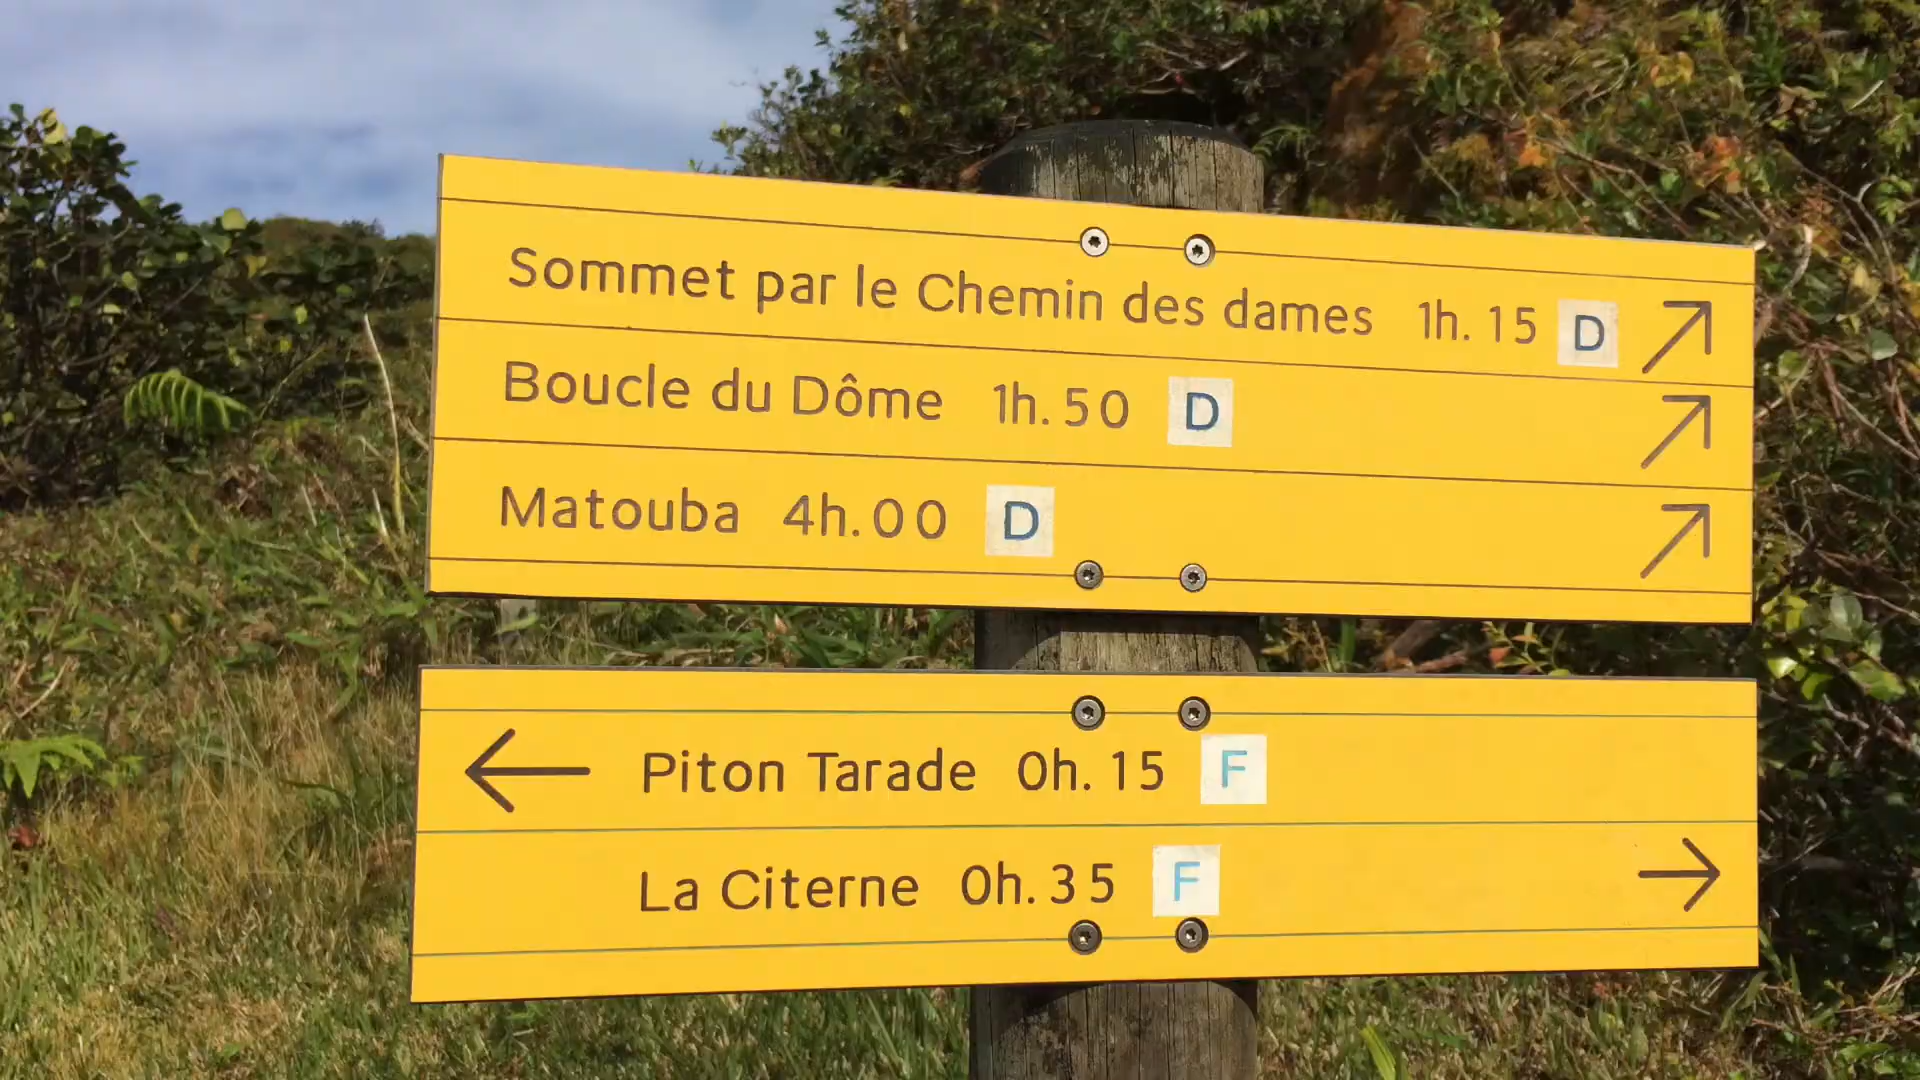 Sommet par le Chemin des dames 1h.15 D
Boucle du Dôme 1h.50 D
Matouba 4h.00 D
Piton Tarade 0h.15 F
La Citerne 0h.35 F